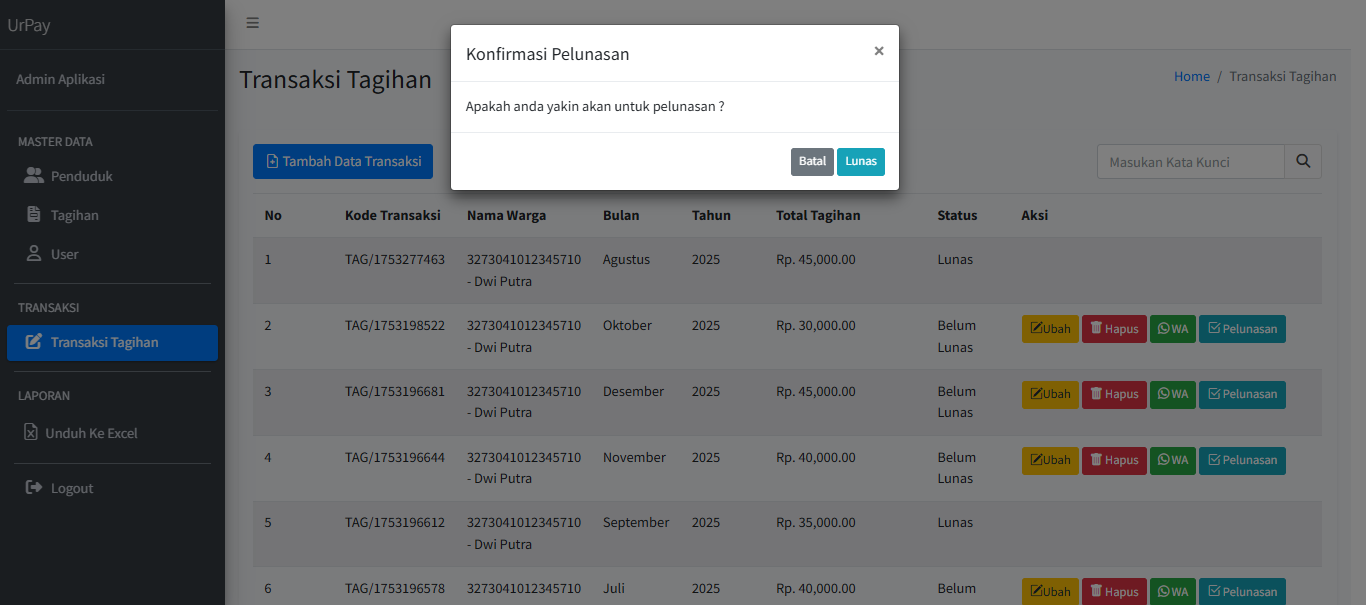 UrPay
Admin Aplikasi
MASTER DATA
Penduduk
Tagihan
User
TRANSAKSI
Transaksi Tagihan
LAPORAN
Unduh Ke Excel
Logout
Konfirmasi Pelunasan ×
Apakah anda yakin akan untuk pelunasan ?
Batal Lunas
Transaksi Tagihan
Home / Transaksi Tagihan
Tambah Data Transaksi
Masukan Kata Kunci
No Kode Transaksi Nama Warga Bulan Tahun Total Tagihan Status Aksi
1 TAG/1753277463 3273041012345710 Agustus 2025 Rp. 45,000.00 Lunas
- Dwi Putra
2 TAG/1753198522 3273041012345710 Oktober 2025 Rp. 30,000.00 Belum Ubah Hapus WA Pelunasan
- Dwi Putra Lunas
3 TAG/1753196681 3273041012345710 Desember 2025 Rp. 45,000.00 Belum Ubah Hapus WA Pelunasan
- Dwi Putra Lunas
4 TAG/1753196644 3273041012345710 November 2025 Rp. 40,000.00 Belum Ubah Hapus WA Pelunasan
- Dwi Putra Lunas
5 TAG/1753196612 3273041012345710 September 2025 Rp. 35,000.00 Lunas
- Dwi Putra
6 TAG/1753196578 3273041012345710 Juli 2025 Rp. 40,000.00 Belum Ubah Hapus WA Pelunasan